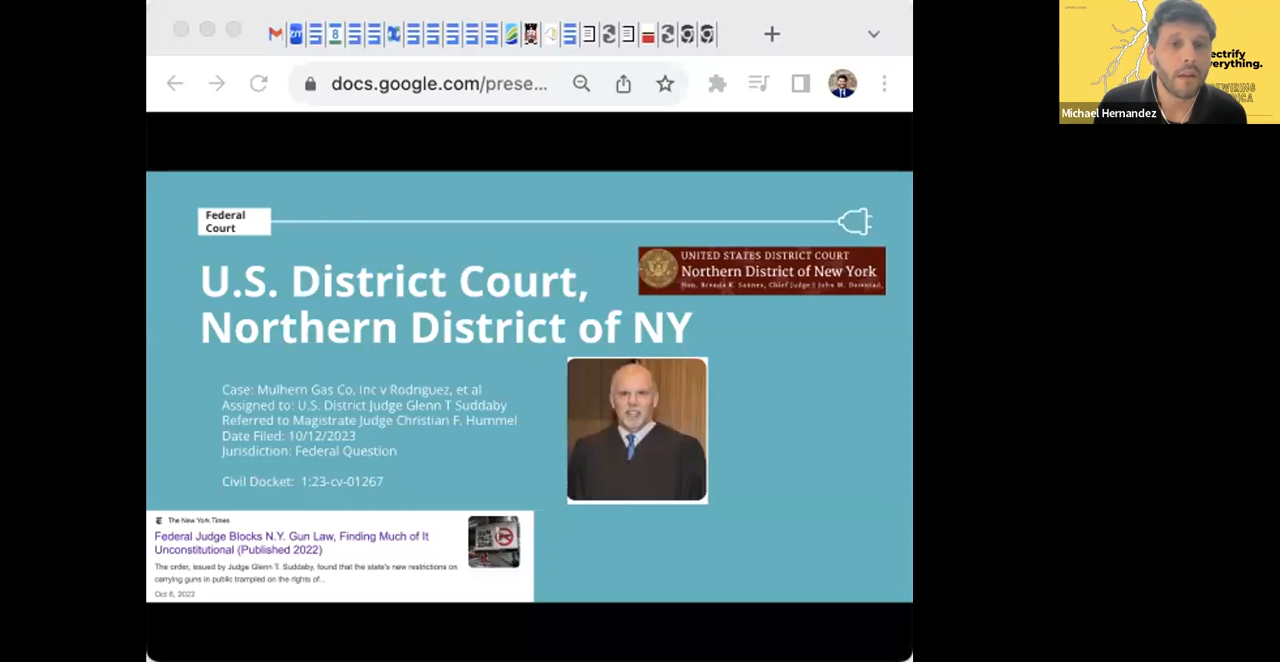 docs.google.com/prese...
ectrify
verything.
Michael Hernandez
Federal
Court
UNITED STATES DISTRICT COURT
Northern District of New York
Hon. Brenda K. Sannes, Chief Judge
U.S. District Court,
Northern District of NY
Case: Mulhern Gas Co, Inc v Rodriguez, et al
Assigned to: U.S. District Judge Glenn T Suddaby
Referred to Magistrate Judge Christian F. Hummel
Date Filed: 10/12/2023
Jurisdiction: Federal Question
Civil Docket: 1:23-cv-01267
The New York Times
Federal Judge Blocks N.Y. Gun Law, Finding Much of It
Unconstitutional (Published 2022)
The order, issued by Judge Glenn T. Suddaby, found that the state's new restrictions on
carrying guns in public trampled on the rights of...
Oct 6, 2022